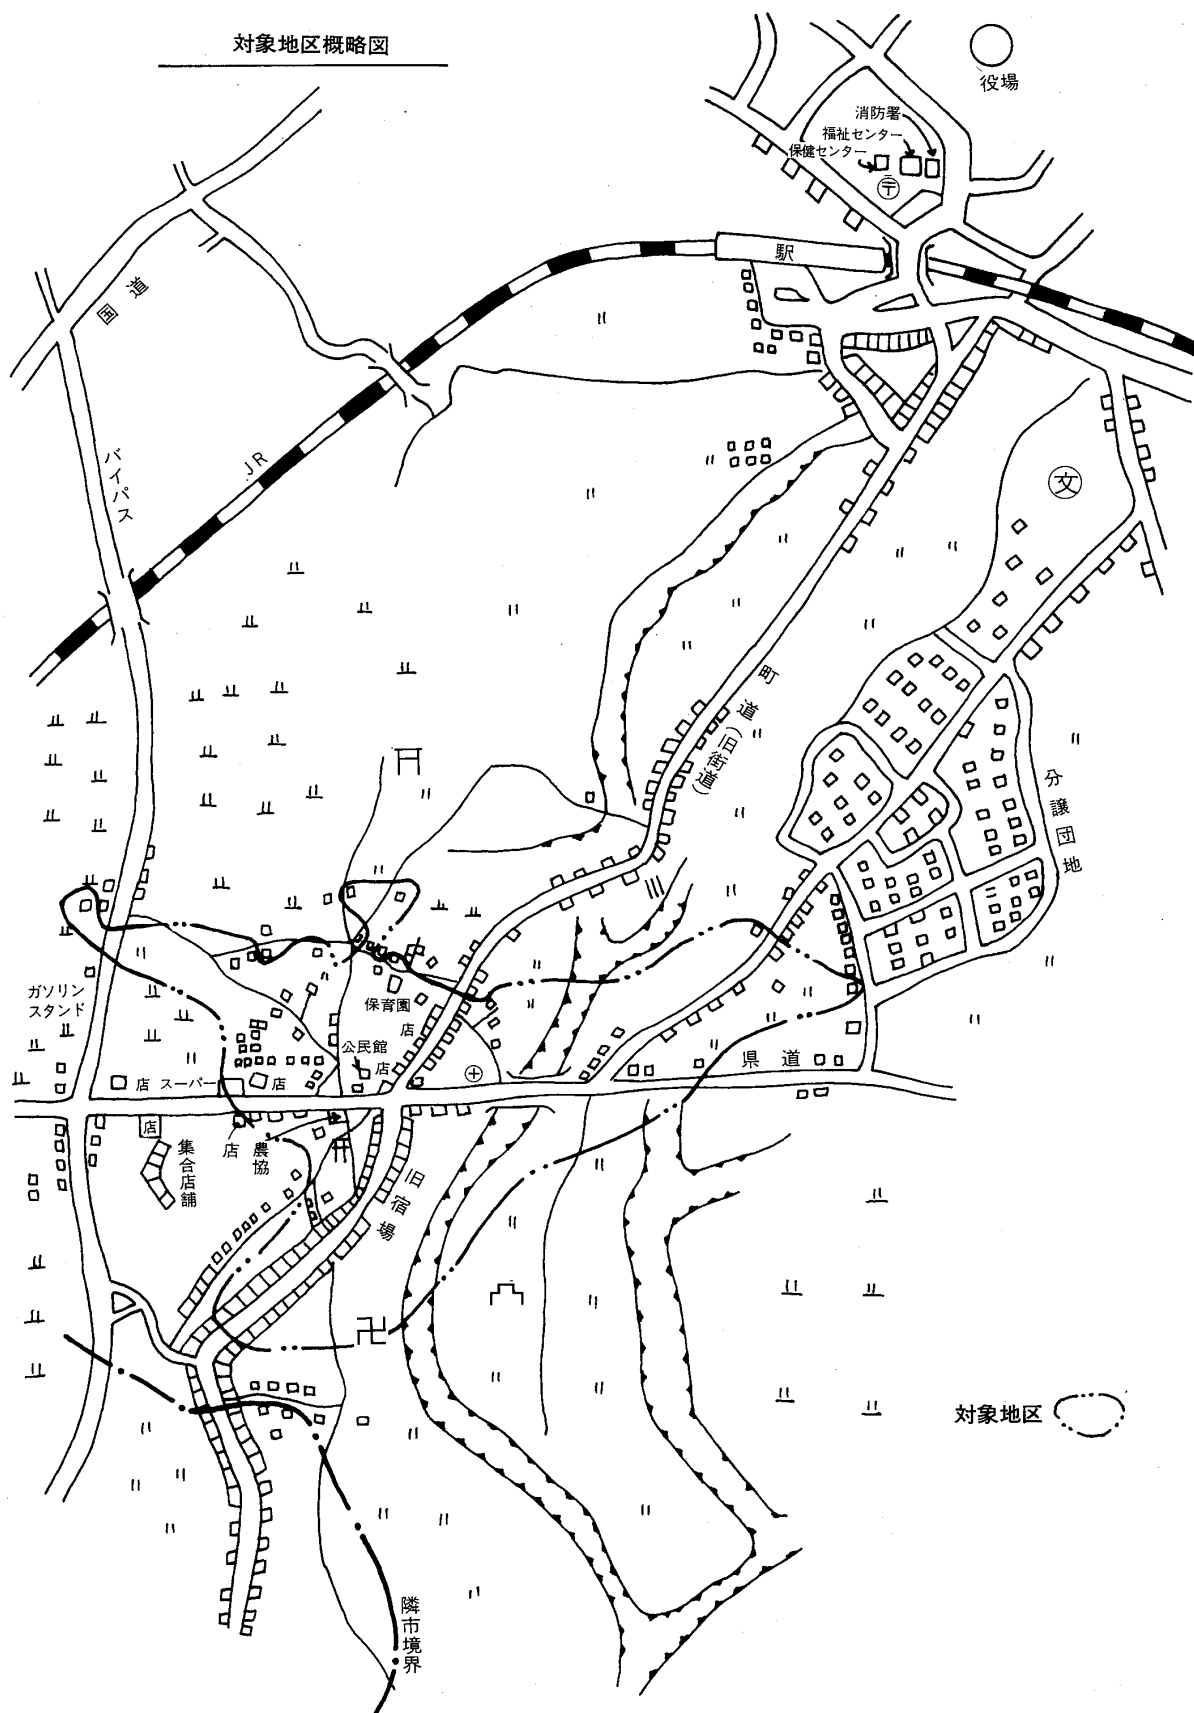 対象地区概略図
役場
消防署
福祉センター
保健センター
〒
駅
国道
JR
バイパス
文
町道(旧街道)
分譲団地
ガソリン
スタンド
保育園
店
公民館
店
県道
店
スーパー
店
店
店
農協
集合店舗
旧宿場
卍
対象地区
隣市境界